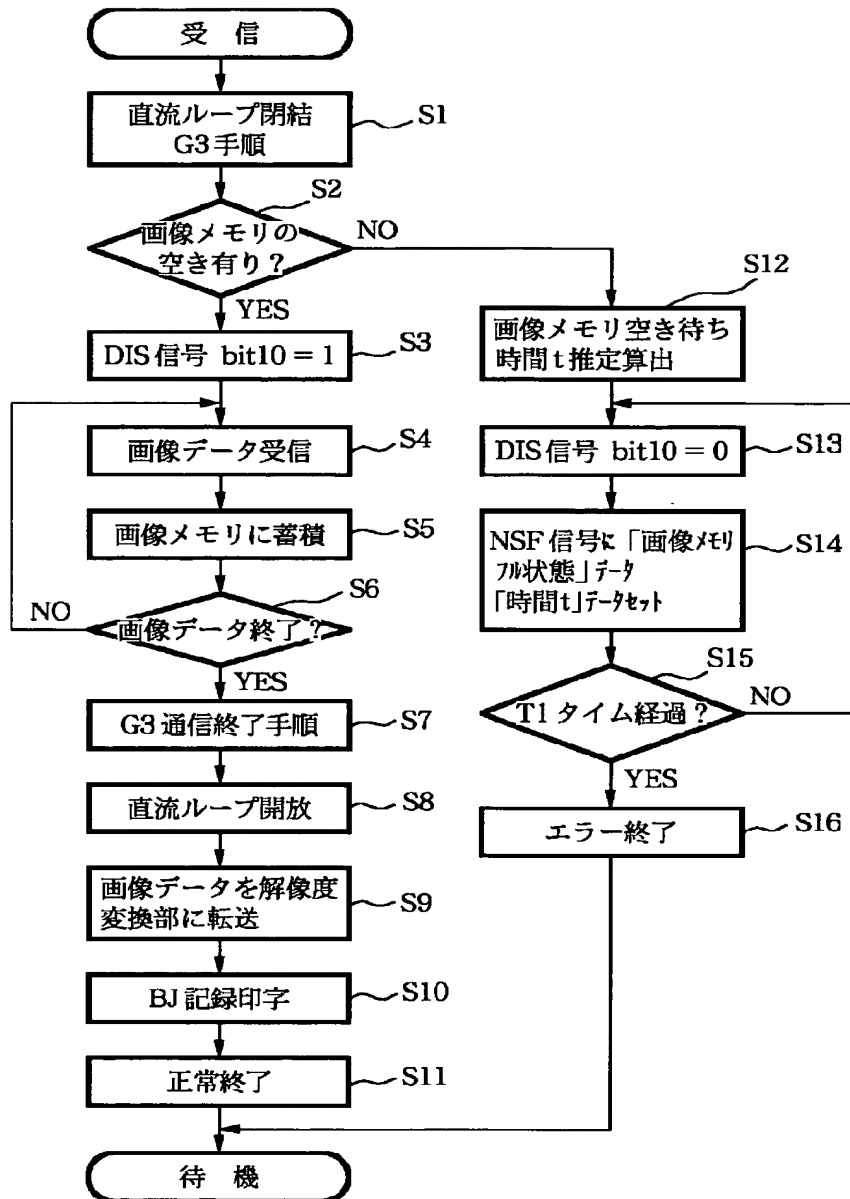 受 信
直流ループ閉結
G3手順
S1
S2
画像メモリの
空き有り?
NO
YES
DIS信号 bit10 = 1
S3
画像データ受信
S4
画像メモリに蓄積
S5
S6
画像データ終了?
NO
YES
G3通信終了手順
S7
直流ループ開放
S8
画像データを解像度
変換部に転送
S9
BJ記録印字
S10
正常終了
S11
待 機
S12
画像メモリ空き待ち
時間t推定算出
DIS信号 bit10 = 0
S13
NSF信号に「画像メモリ
フル状態」データ
「時間t」データセット
S14
S15
T1タイム経過?
NO
YES
エラー終了
S16